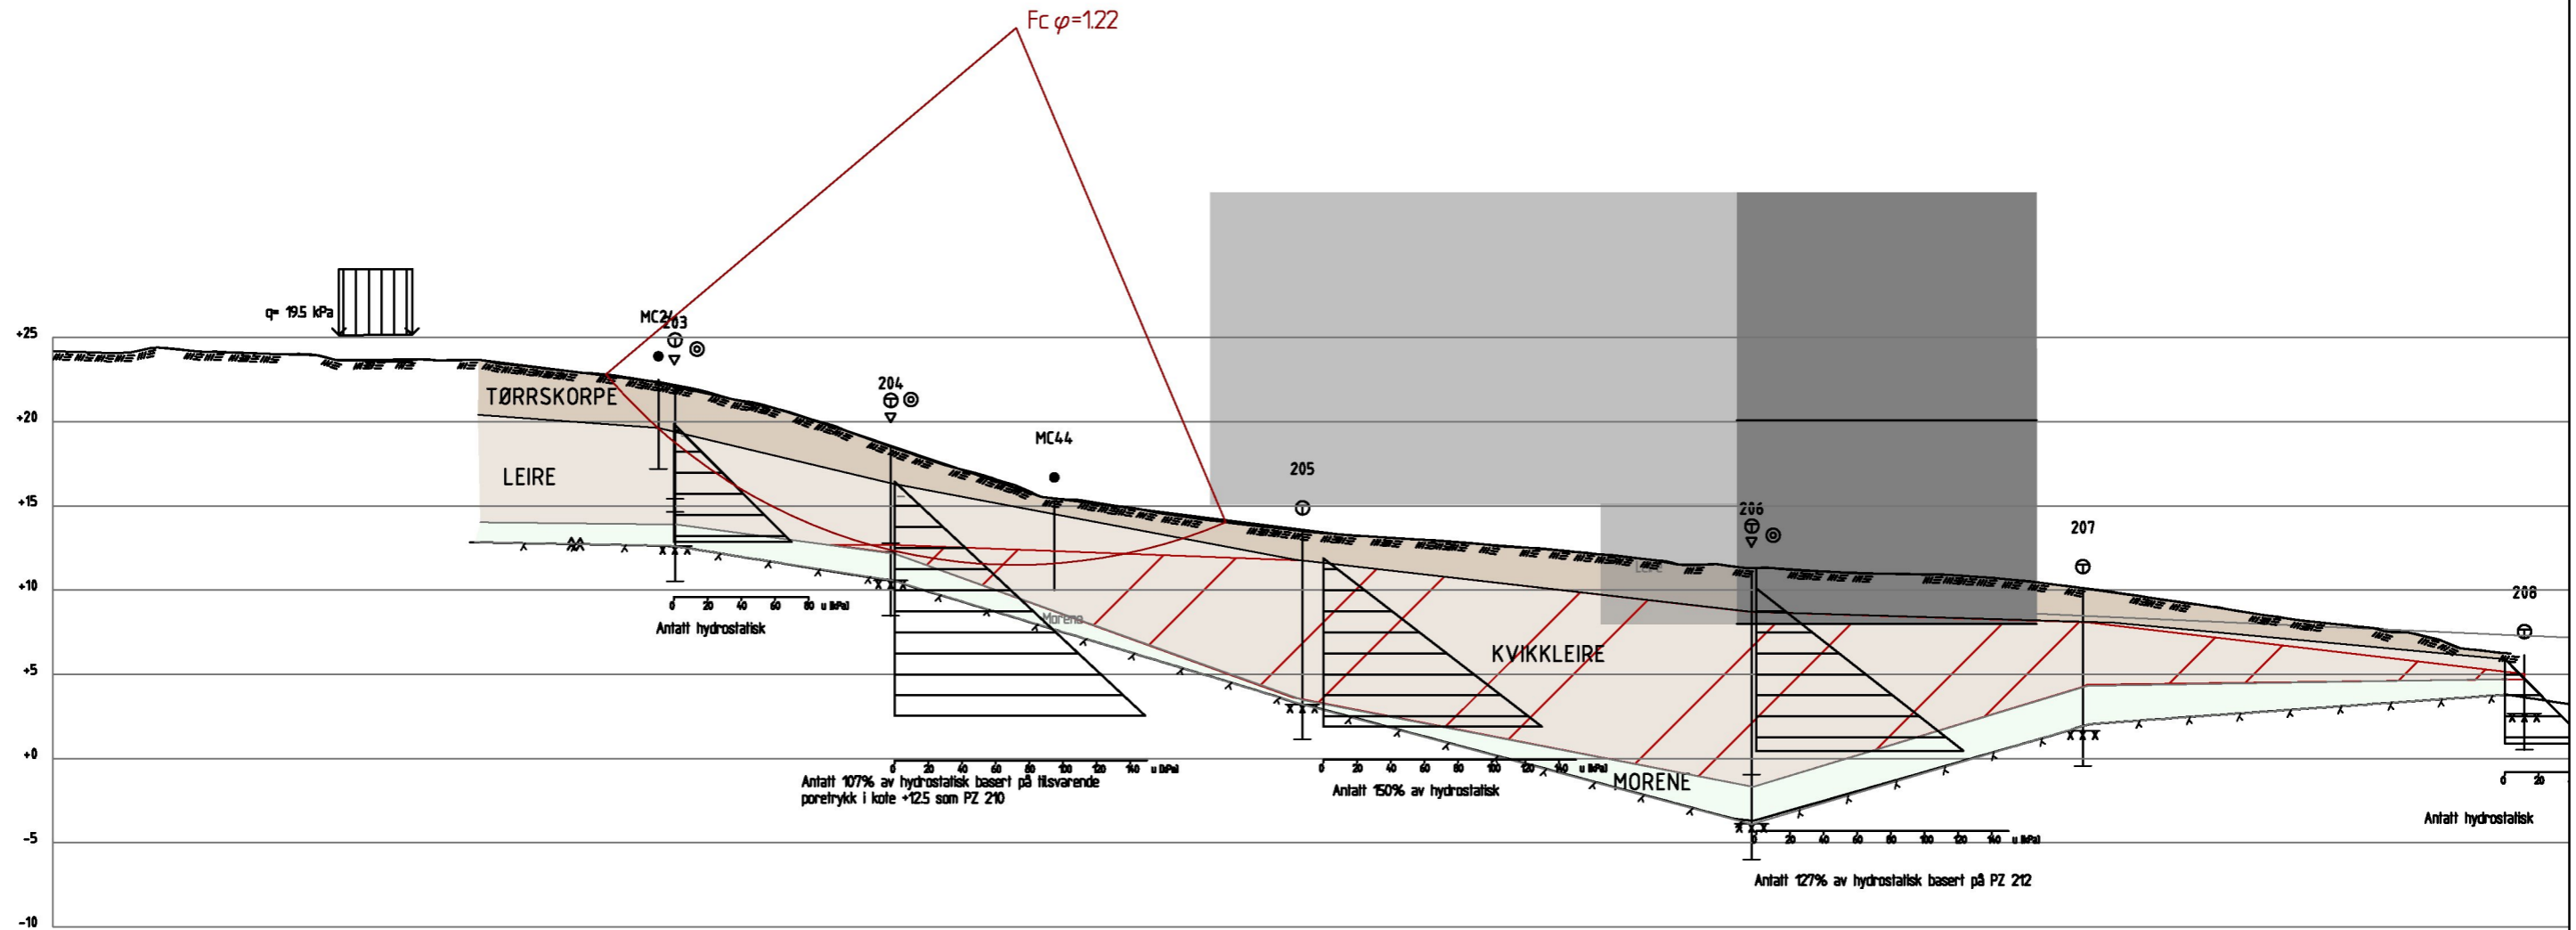 Fc φ=1.22
q= 19.5 kPa
MC24
203
204
MC44
205
206
207
208
+25
+20
+15
+10
+5
+0
-5
-10
TØRRSKORPE
LEIRE
Leire
Morene
KVIKKLEIRE
MORENE
0 20 40 60 80 u (kPa)
Antatt hydrostatisk
0 20 40 60 80 100 120 140 u (kPa)
Antatt 107% av hydrostatisk basert på tilsvarende
poretrykk i kote +12.5 som PZ 210
0 20 40 60 80 100 120 140 u (kPa)
Antatt 150% av hydrostatisk
0 20 40 60 80 100 120 140 u (kPa)
Antatt 127% av hydrostatisk basert på PZ 212
0 20
Antatt hydrostatisk